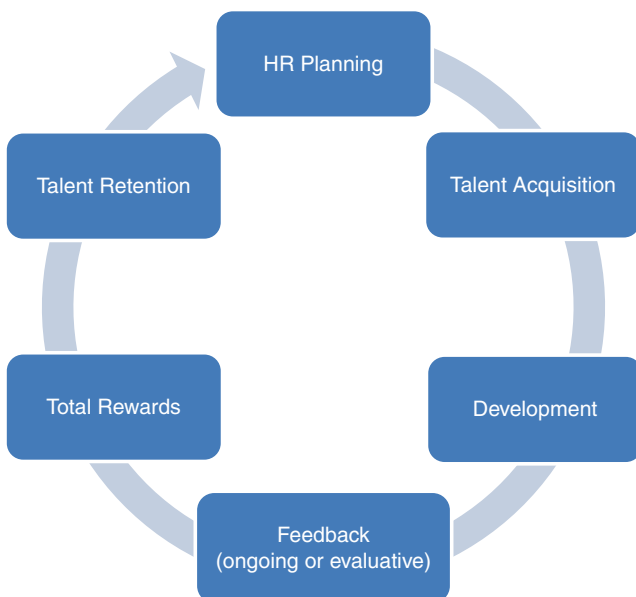 HR Planning
Talent Acquisition
Development
Feedback
(ongoing or evaluative)
Total Rewards
Talent Retention